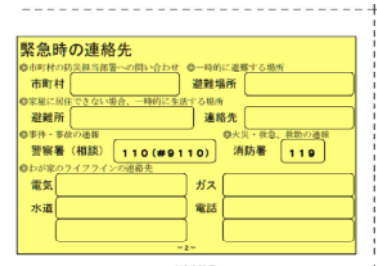 緊急時の連絡先
◎市町村の防災担当部署への問い合わせ ◎一時的に避難する場所
市町村 避難場所
◎家屋に居住できない場合、一時的に生活する場所
避難所 連絡先
◎事件・事故の通報 ◎火災・救急、救助の通報
警察署（相談） 110(#9110) 消防署 119
◎わが家のライフラインの連絡先
電気 ガス
水道 電話
-2-